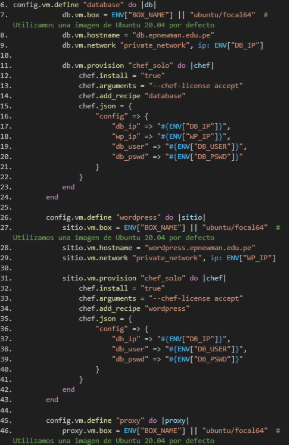 6. config.vm.define "database" do |db|
7. db.vm.box = ENV["BOX_NAME"] || "ubuntu/focal64" #
Utilizamos una imagen de Ubuntu 20.04 por defecto
8. db.vm.hostname = "db.epnewman.edu.pe"
9. db.vm.network "private_network", ip: ENV["DB_IP"]
10.
11. db.vm.provision "chef_solo" do |chef|
12. chef.install = "true"
13. chef.arguments = "--chef-license accept"
14. chef.add_recipe "database"
15. chef.json = {
16. "config" => {
17. "db_ip" => "#{ENV["DB_IP"]}",
18. "wp_ip" => "#{ENV["WP_IP"]}",
19. "db_user" => "#{ENV["DB_USER"]}",
20. "db_pswd" => "#{ENV["DB_PSWD"]}"
21. }
22. }
23. end
24. end
25.
26. config.vm.define "wordpress" do |sitio|
27. sitio.vm.box = ENV["BOX_NAME"] || "ubuntu/focal64" #
Utilizamos una imagen de Ubuntu 20.04 por defecto
28. sitio.vm.hostname = "wordpress.epnewman.edu.pe"
29. sitio.vm.network "private_network", ip: ENV["WP_IP"]
30.
31. sitio.vm.provision "chef_solo" do |chef|
32. chef.install = "true"
33. chef.arguments = "--chef-license accept"
34. chef.add_recipe "wordpress"
35. chef.json = {
36. "config" => {
37. "db_ip" => "#{ENV["DB_IP"]}",
38. "db_user" => "#{ENV["DB_USER"]}",
39. "db_pswd" => "#{ENV["DB_PSWD"]}"
40. }
41. }
42. end
43. end
44.
45. config.vm.define "proxy" do |proxy|
46. proxy.vm.box = ENV["BOX_NAME"] || "ubuntu/focal64" #
Utilizamos una imagen de Ubuntu 20.04 por defecto